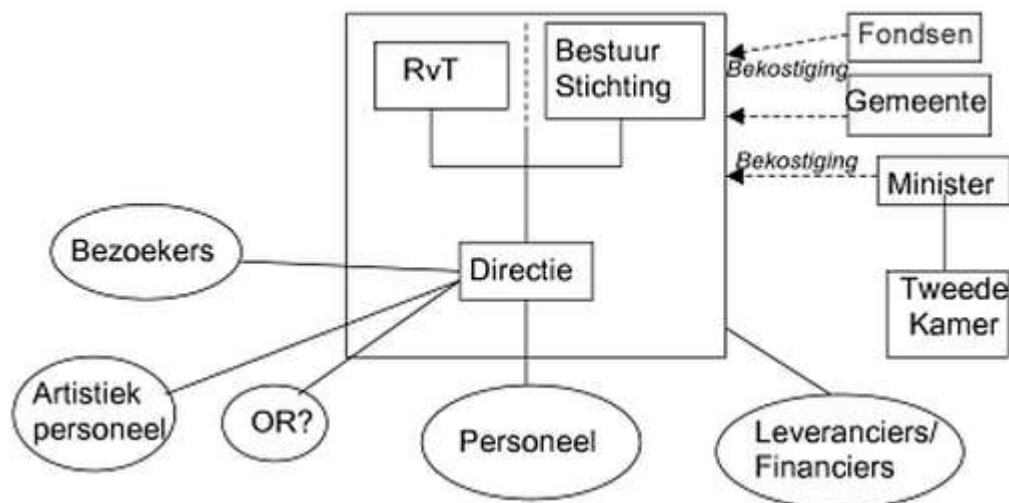 RvT
Bestuur
Stichting
Fondsen
Bekostiging
Gemeente
Bekostiging
Minister
Bezoekers
Directie
Tweede
Kamer
Artistiek
personeel
OR?
Personeel
Leveranciers/
Financiers